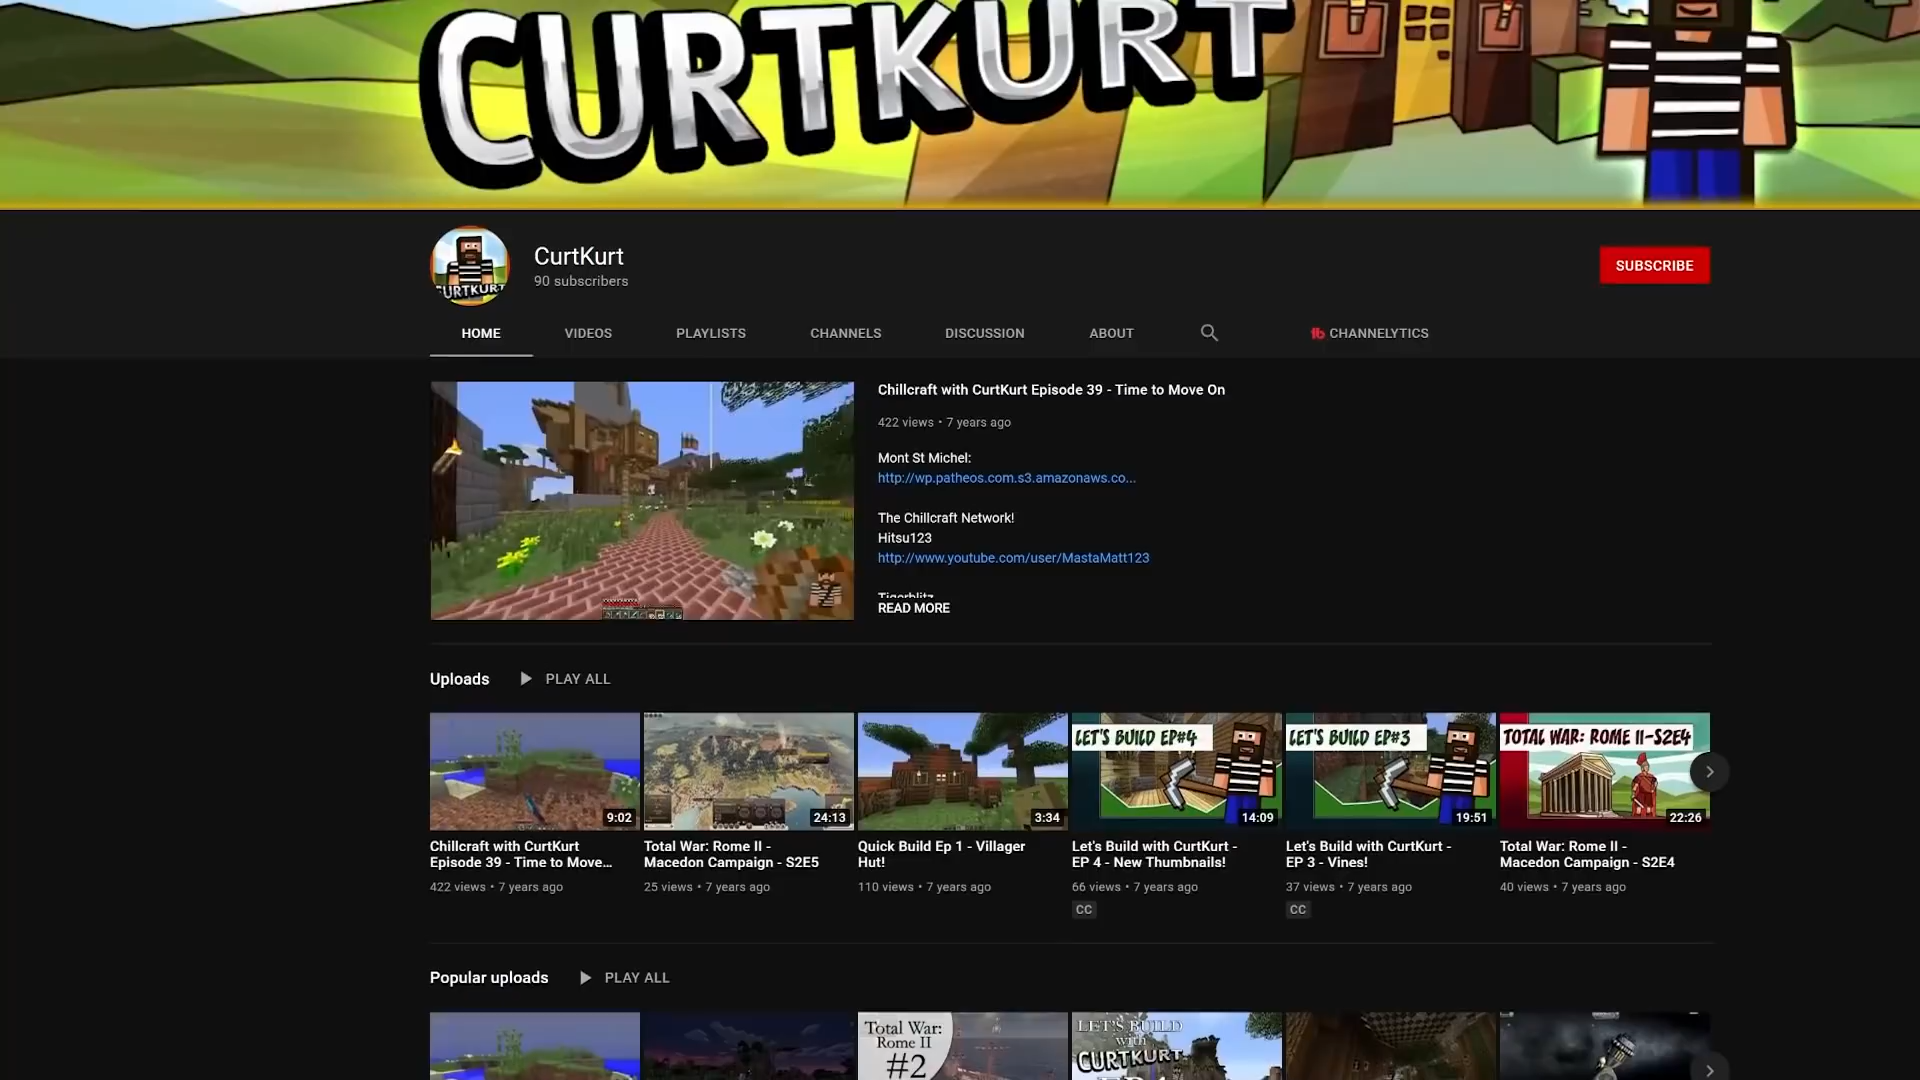 CURTKURT
CURTKURT
CurtKurt
90 subscribers
SUBSCRIBE
HOME
VIDEOS
PLAYLISTS
CHANNELS
DISCUSSION
ABOUT
CHANNELYTICS
Chillcraft with CurtKurt Episode 39 - Time to Move On
422 views • 7 years ago
Mont St Michel:
http://wp.patheos.com.s3.amazonaws.co...
The Chillcraft Network!
Hitsu123
http://www.youtube.com/user/MastaMatt123
Tigerblitz
READ MORE
Uploads
PLAY ALL
9:02
Chillcraft with CurtKurt
Episode 39 - Time to Move...
422 views • 7 years ago
24:13
Total War: Rome II -
Macedon Campaign - S2E5
25 views • 7 years ago
3:34
Quick Build Ep 1 - Villager
Hut!
110 views • 7 years ago
LET'S BUILD EP#4
14:09
Let's Build with CurtKurt -
EP 4 - New Thumbnails!
66 views • 7 years ago
CC
LET'S BUILD EP#3
19:51
Let's Build with CurtKurt -
EP 3 - Vines!
37 views • 7 years ago
CC
TOTAL WAR: ROME II-S2E4
22:26
Total War: Rome II -
Macedon Campaign - S2E4
40 views • 7 years ago
Popular uploads
PLAY ALL
Total War:
Rome II
#2
LET'S BUILD
with
CURTKURT
EP 1